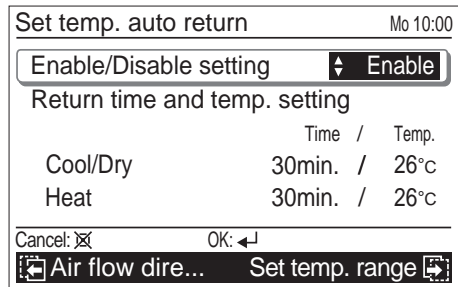 Set temp. auto return Mo 10:00
Enable/Disable setting Enable
Return time and temp. setting
Time / Temp.
Cool/Dry 30min. / 26°C
Heat 30min. / 26°C
Cancel: OK:
Air flow dire... Set temp. range